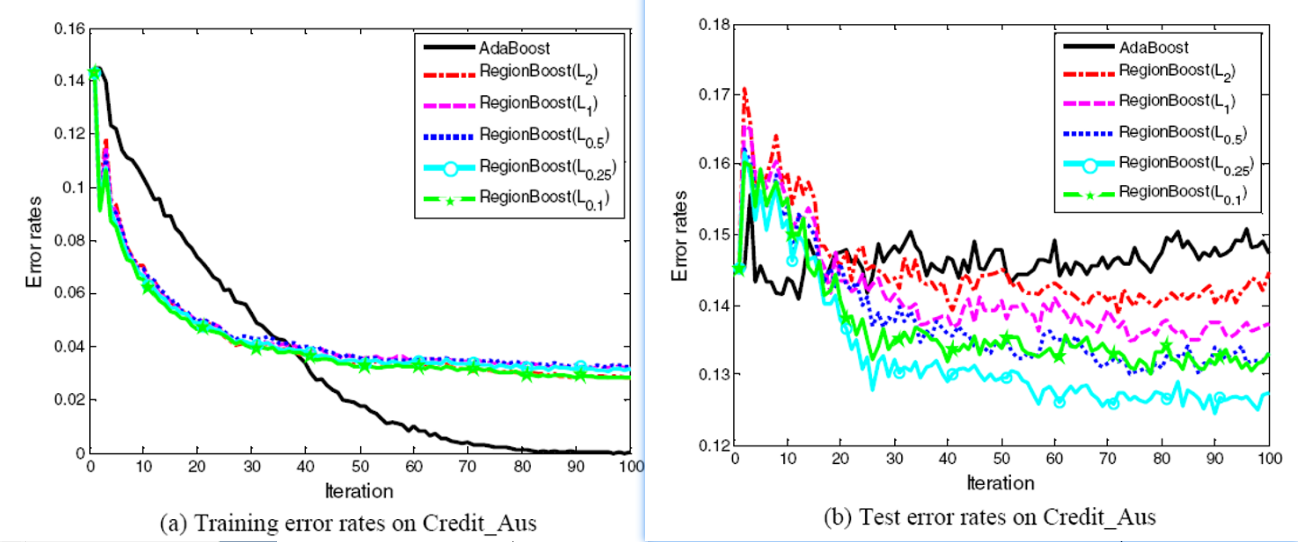 0.16
0.14
0.12
0.1
0.08
0.06
0.04
0.02
0
Error rates
AdaBoost
RegionBoost(L2)
RegionBoost(L1)
RegionBoost(L0.5)
RegionBoost(L0.25)
RegionBoost(L0.1)
0 10 20 30 40 50 60 70 80 90 100
Iteration
(a) Training error rates on Credit_Aus
0.18
0.17
0.16
0.15
0.14
0.13
0.12
Error rates
AdaBoost
RegionBoost(L2)
RegionBoost(L1)
RegionBoost(L0.5)
RegionBoost(L0.25)
RegionBoost(L0.1)
0 10 20 30 40 50 60 70 80 90 100
Iteration
(b) Test error rates on Credit_Aus